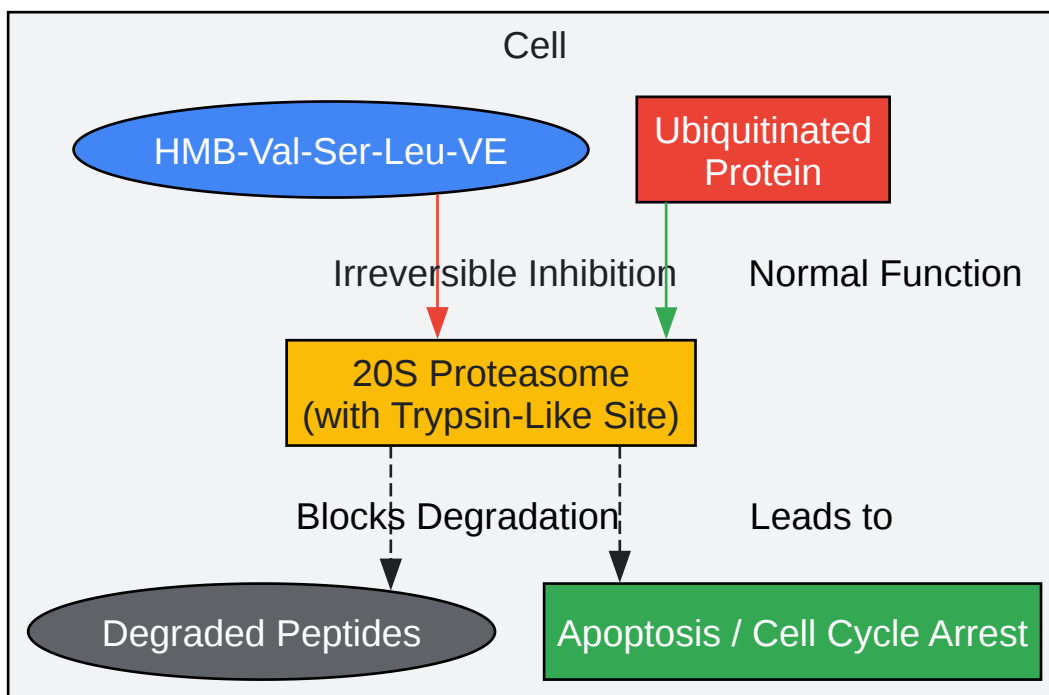 Cell
HMB-Val-Ser-Leu-VE
Ubiquitinated
Protein
Irreversible Inhibition
Normal Function
20S Proteasome
(with Trypsin-Like Site)
Blocks Degradation
Leads to
Degraded Peptides
Apoptosis / Cell Cycle Arrest